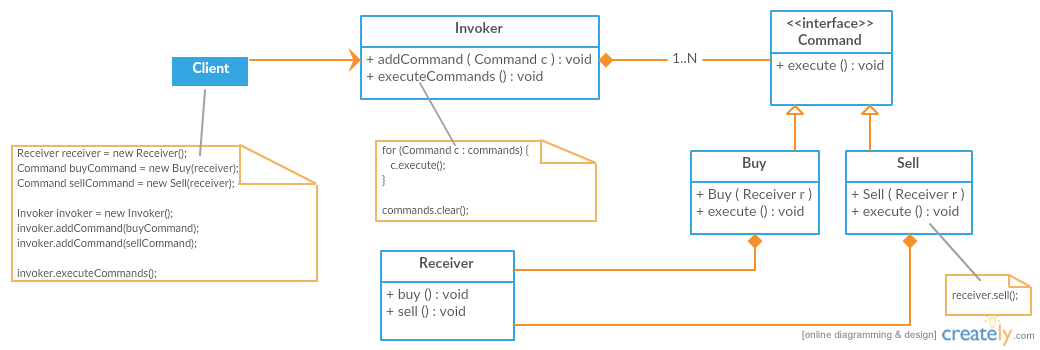 Client
Receiver receiver = new Receiver();
Command buyCommand = new Buy(receiver);
Command sellCommand = new Sell(receiver);
Invoker invoker = new Invoker();
invoker.addCommand(buyCommand);
invoker.addCommand(sellCommand);
invoker.executeCommands();
Invoker
+ addCommand ( Command c ) : void
+ executeCommands () : void
for (Command c : commands) {
c.execute();
}
commands.clear();
1..N
<<interface>>
Command
+ execute () : void
Buy
+ Buy ( Receiver r )
+ execute () : void
Sell
+ Sell ( Receiver r )
+ execute () : void
Receiver
+ buy () : void
+ sell () : void
receiver.sell();
[online diagramming & design] creately.com